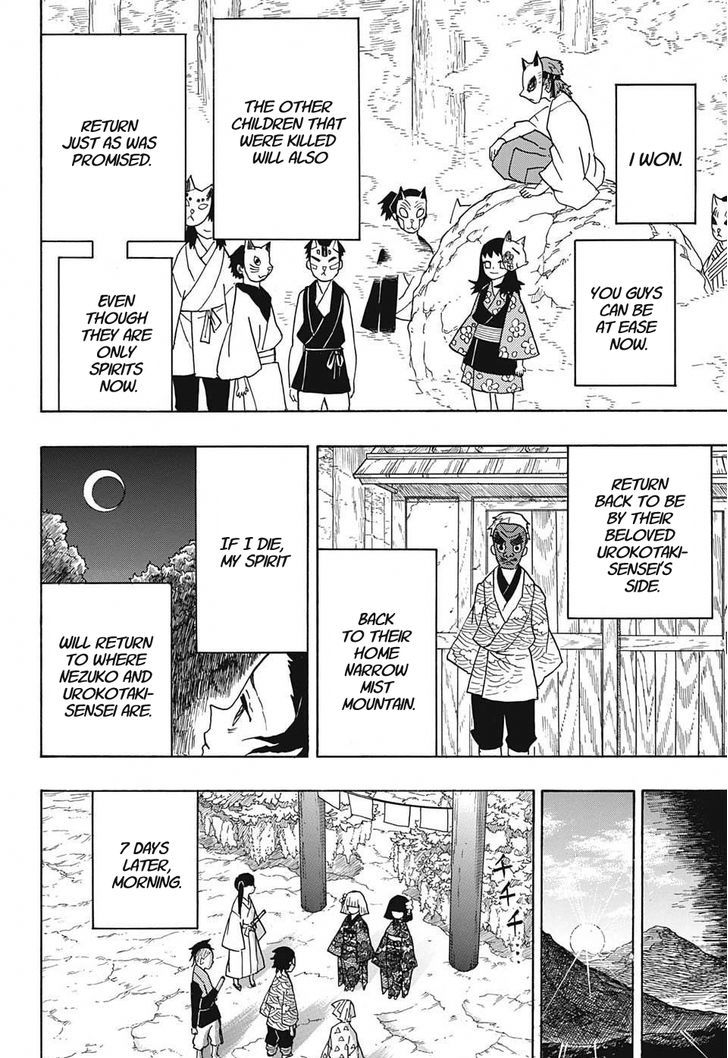 I WON.
YOU GUYS
CAN BE
AT EASE
NOW.
THE OTHER
CHILDREN THAT
WERE KILLED
WILL ALSO
RETURN
JUST AS WAS
PROMISED.
EVEN
THOUGH
THEY ARE
ONLY
SPIRITS
NOW.
RETURN
BACK TO BE
BY THEIR
BELOVED
UROKOTAKI-
SENSEI'S
SIDE.
BACK
TO THEIR
HOME
NARROW
MIST
MOUNTAIN.
IF I DIE,
MY SPIRIT
WILL RETURN
TO WHERE
NEZUKO AND
UROKOTAKI-
SENSEI ARE.
チチチ…
7 DAYS
LATER,
MORNING.